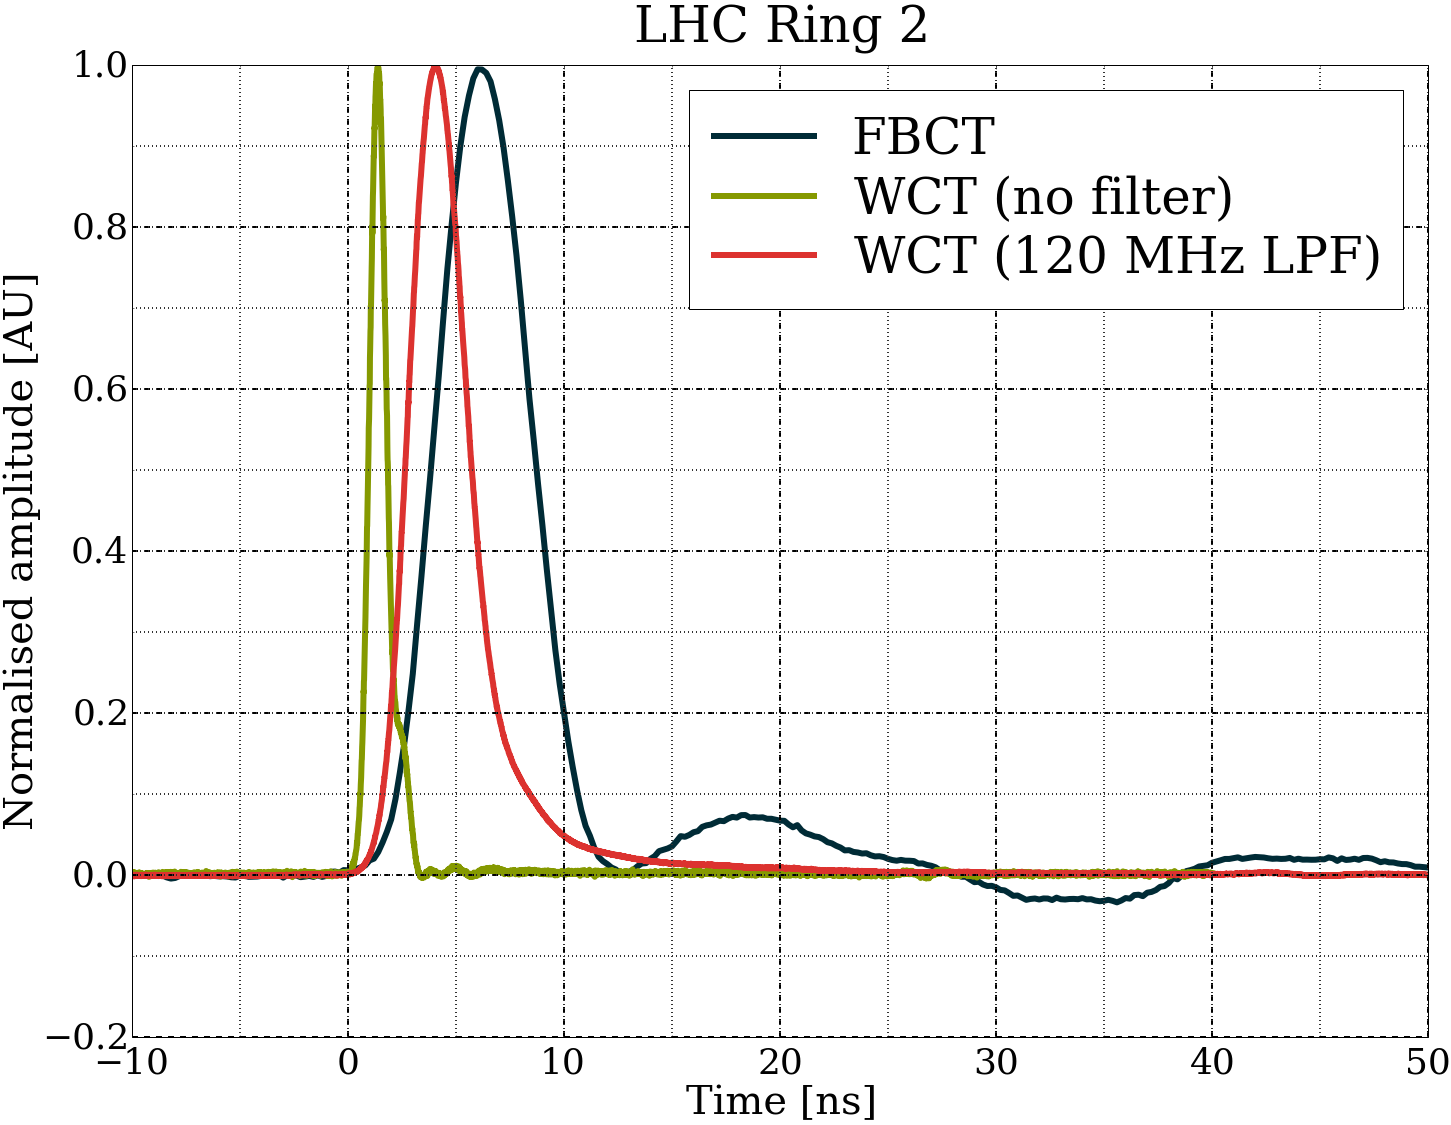 LHC Ring 2
Normalised amplitude [AU]
1.0
0.8
0.6
0.4
0.2
0.0
−0.2
FBCT
WCT (no filter)
WCT (120 MHz LPF)
−10 0 10 20 30 40 50
Time [ns]